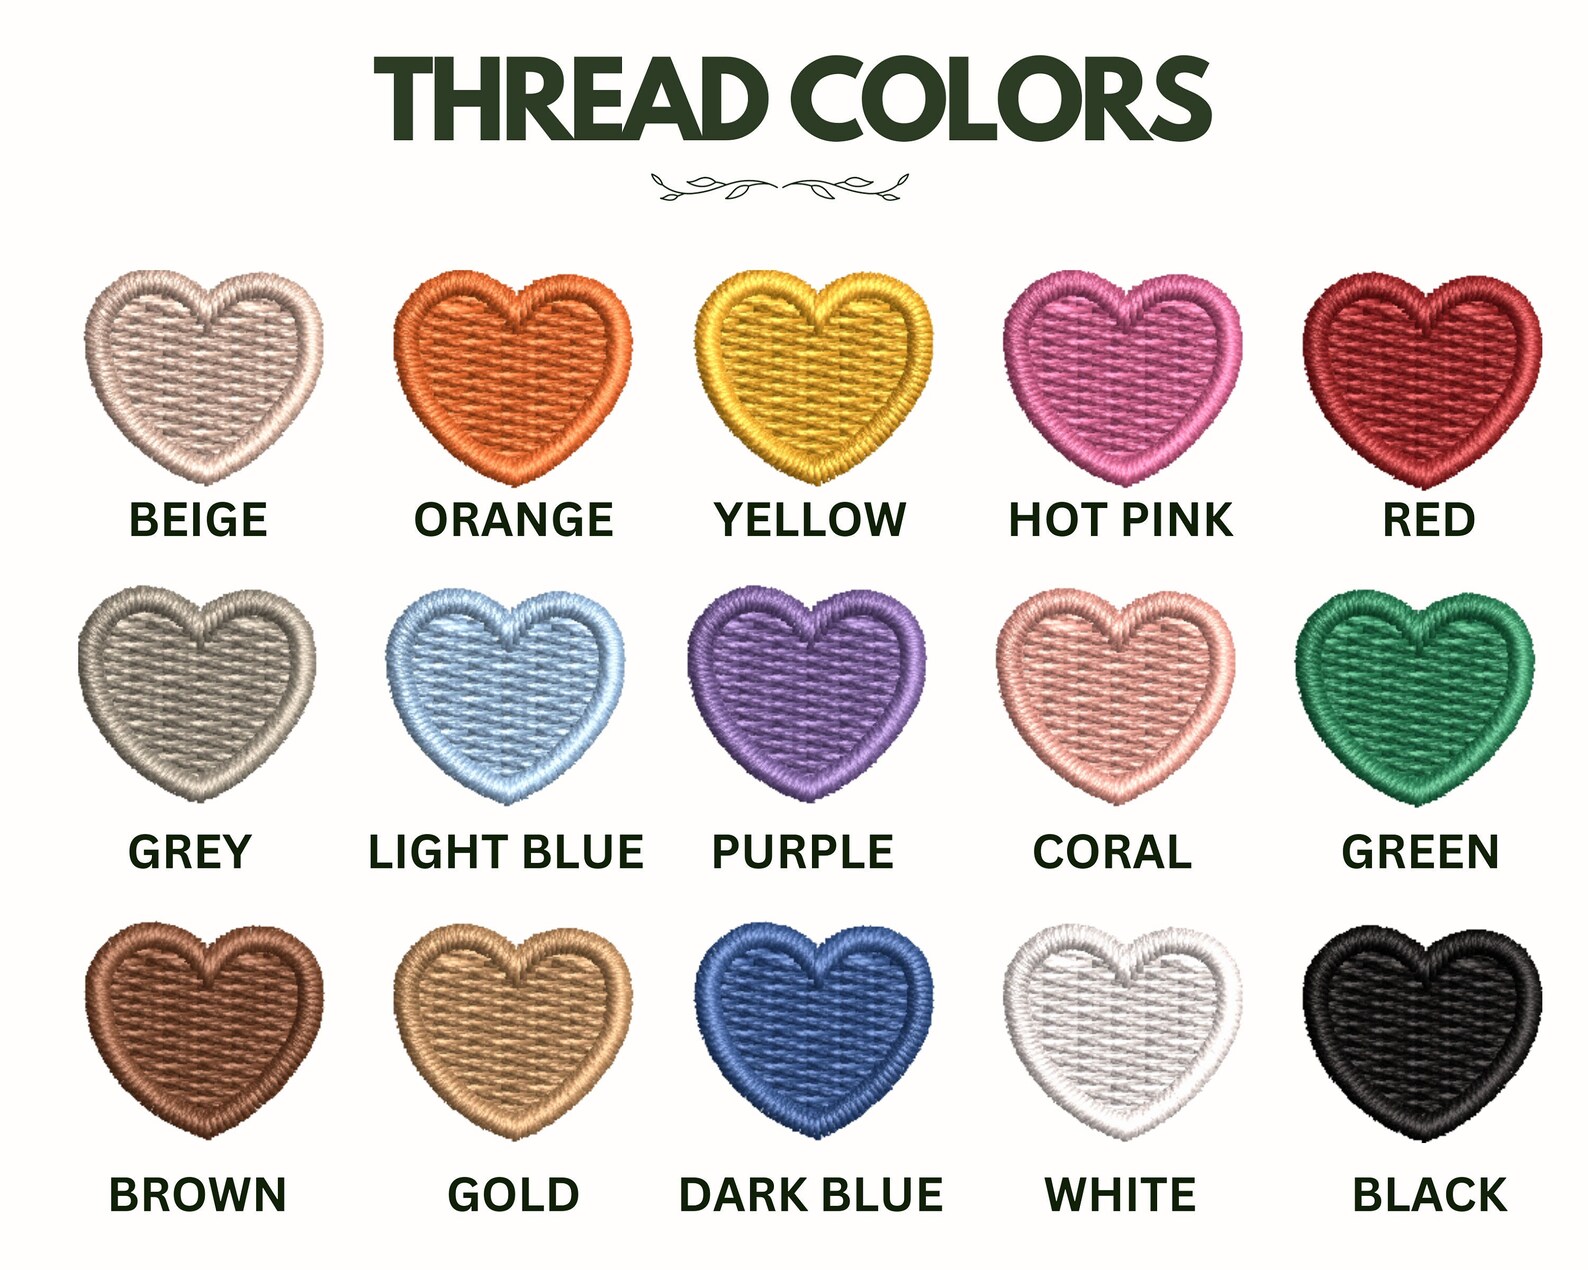 THREAD COLORS
BEIGE
ORANGE
YELLOW
HOT PINK
RED
GREY
LIGHT BLUE
PURPLE
CORAL
GREEN
BROWN
GOLD
DARK BLUE
WHITE
BLACK